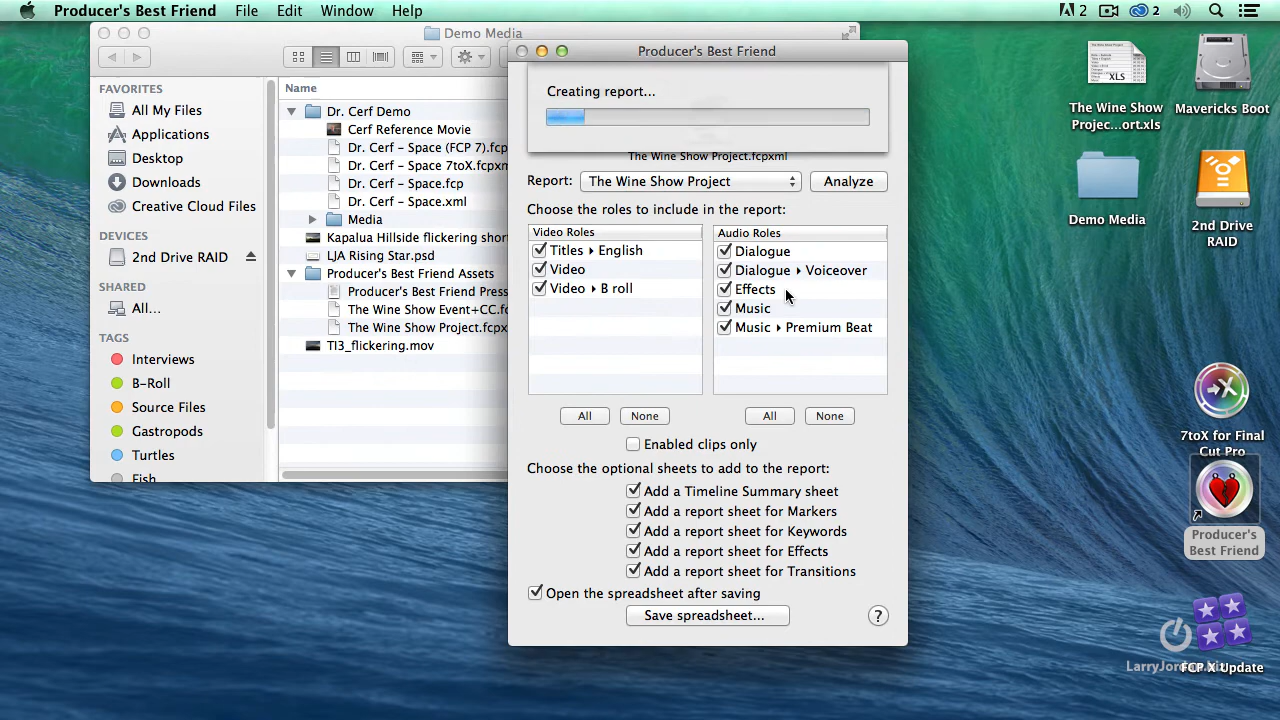 Producer's Best Friend File Edit Window Help
2 2
Demo Media
Name
FAVORITES
All My Files
Applications
Desktop
Downloads
Creative Cloud Files
DEVICES
2nd Drive RAID
SHARED
All...
TAGS
Interviews
B-Roll
Source Files
Gastropods
Turtles
Fish
Dr. Cerf Demo
Cerf Reference Movie
Dr. Cerf – Space (FCP 7).fcp
Dr. Cerf – Space 7toX.fcpxm
Dr. Cerf – Space.fcp
Dr. Cerf – Space.xml
Media
Kapalua Hillside flickering short
LJA Rising Star.psd
Producer's Best Friend Assets
Producer's Best Friend Press
The Wine Show Event+CC.fc
The Wine Show Project.fcpx
TI3_flickering.mov
Producer's Best Friend
Creating report...
The Wine Show Project.fcpxml
Report: The Wine Show Project Analyze
Choose the roles to include in the report:
Video Roles
Titles ▸ English
Video
Video ▸ B roll
Audio Roles
Dialogue
Dialogue ▸ Voiceover
Effects
Music
Music ▸ Premium Beat
All None All None
Enabled clips only
Choose the optional sheets to add to the report:
Add a Timeline Summary sheet
Add a report sheet for Markers
Add a report sheet for Keywords
Add a report sheet for Effects
Add a report sheet for Transitions
Open the spreadsheet after saving
Save spreadsheet... ?
XLS
The Wine Show
Projec...ort.xls
Mavericks Boot
Demo Media
2nd Drive
RAID
7toX for Final
Cut Pro
Producer's
Best Friend
FCP X Update